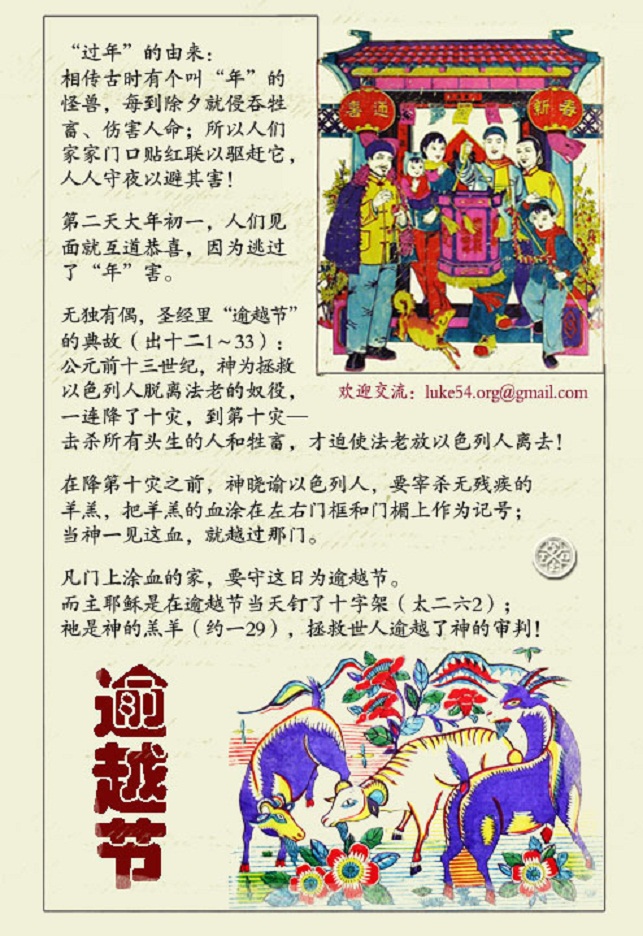 “过年”的由来：
相传古时有个叫“年”的
怪兽，每到除夕就侵吞牲
畜、伤害人命；所以人们
家家门口贴红联以驱赶它，
人人守夜以避其害！
第二天大年初一，人们见
面就互道恭喜，因为逃过
了“年”害。
喜迎
新春
无独有偶，圣经里“逾越节”
的典故（出十二1～33）：
公元前十三世纪，神为拯救
以色列人脱离法老的奴役，
一连降了十灾，到第十灾—
击杀所有头生的人和牲畜，才迫使法老放以色列人离去！
欢迎交流：luke54.org@gmail.com
在降第十灾之前，神晓谕以色列人，要宰杀无残疾的
羊羔，把羊羔的血涂在左右门框和门楣上作为记号；
当神一见这血，就越过那门。
凡门上涂血的家，要守这日为逾越节。
而主耶稣是在逾越节当天钉了十字架（太二六2）；
祂是神的羔羊（约一29），拯救世人逾越了神的审判！
逾越节